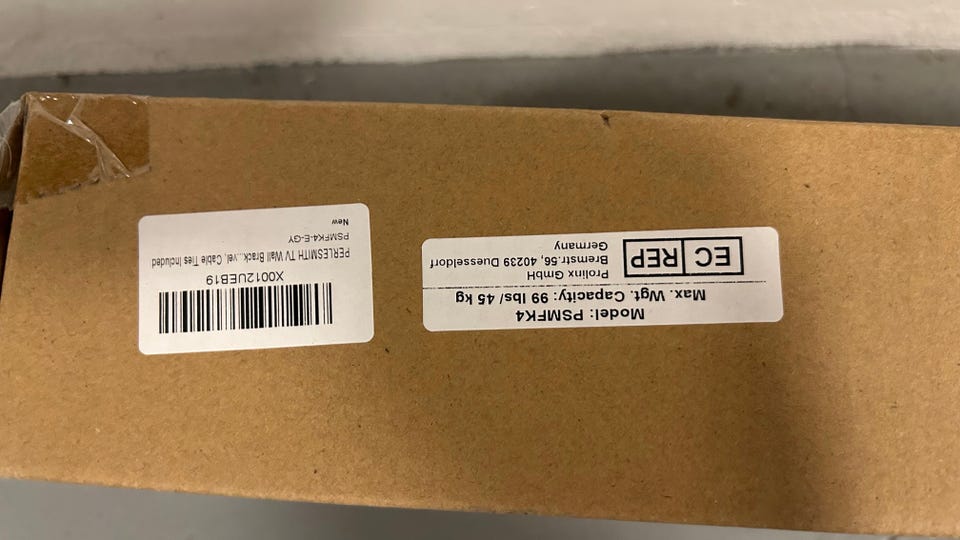 Model: PSMFK4
Max. Wgt. Capacity: 99 lbs/ 45 kg
EC REP
Prolinx GmbH
Bremstr.56, 40239 Duesseldorf
Germany
X0012UEB19
PERLESMITH TV Wall Brack...vel, Cable Ties Included
PSMFK4-E-GY
New